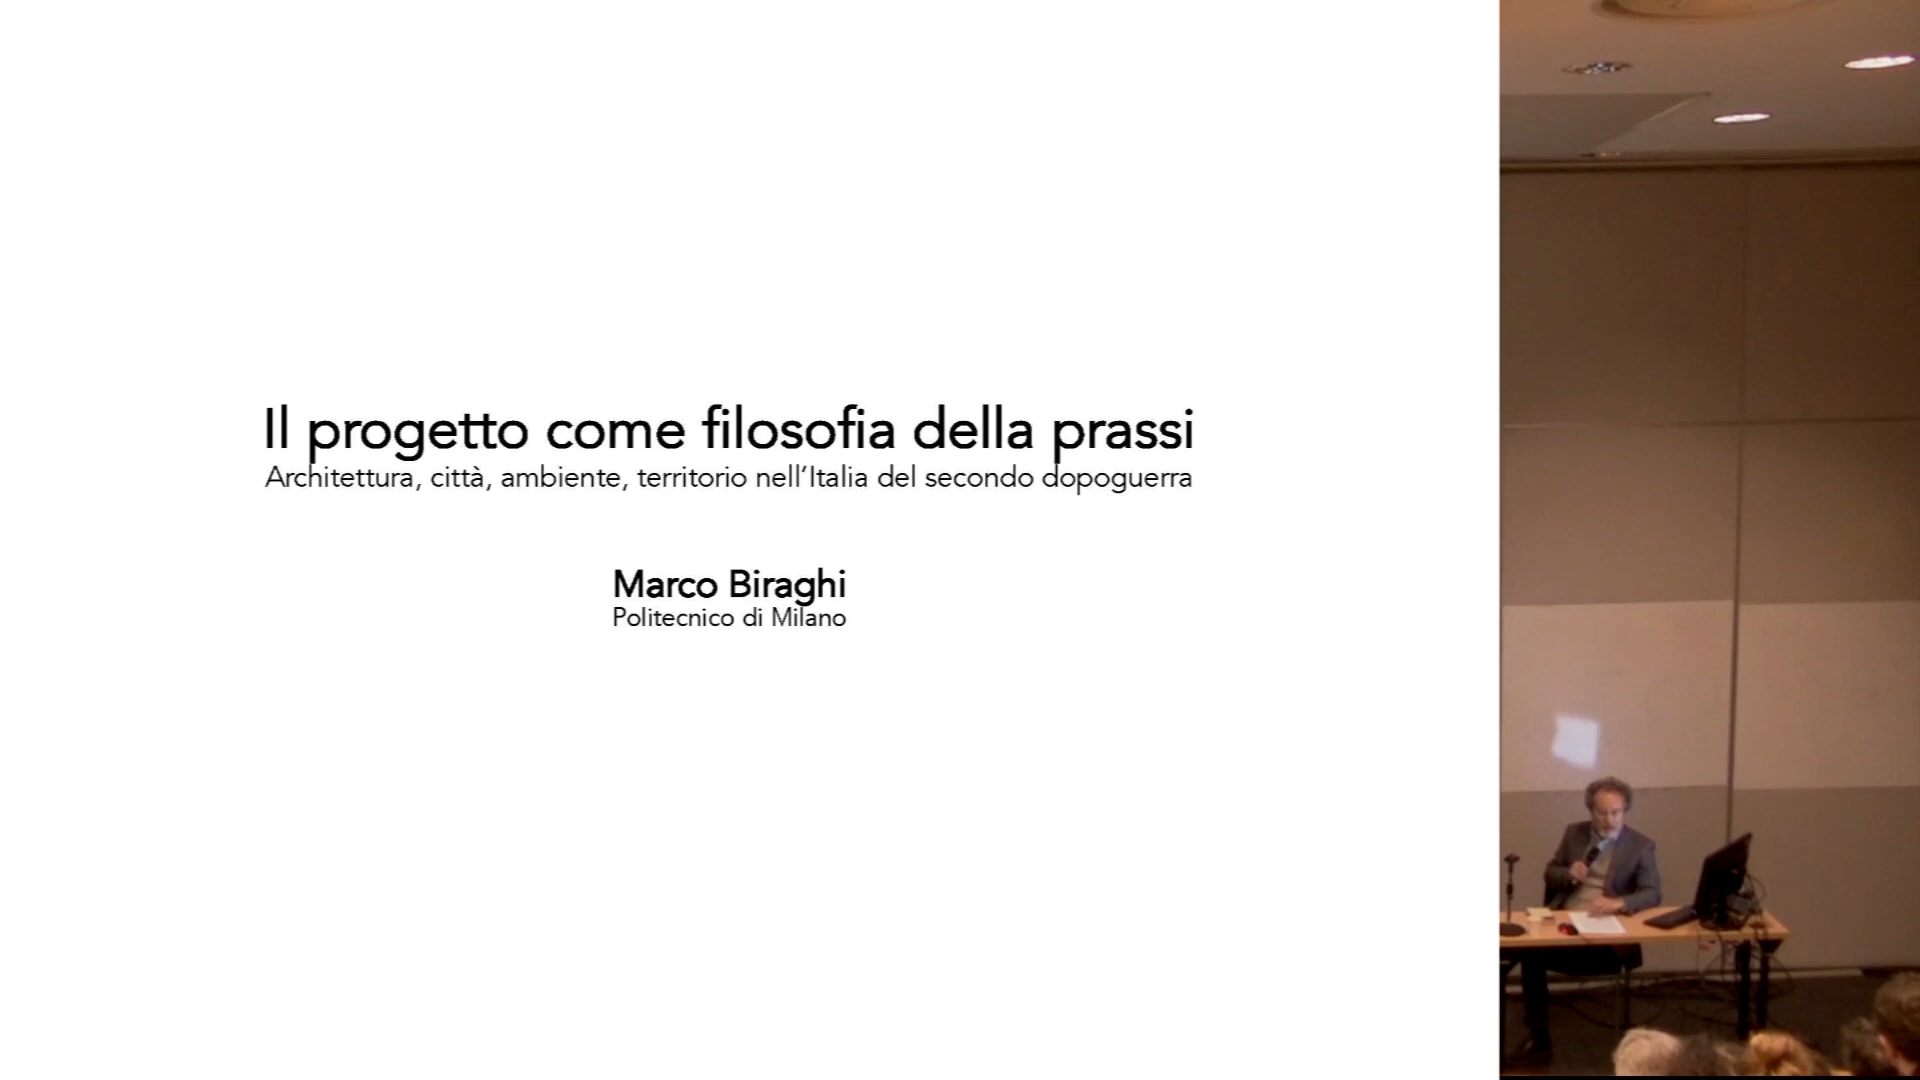 Il progetto come filosofia della prassi
Architettura, città, ambiente, territorio nell’Italia del secondo dopoguerra
Marco Biraghi
Politecnico di Milano